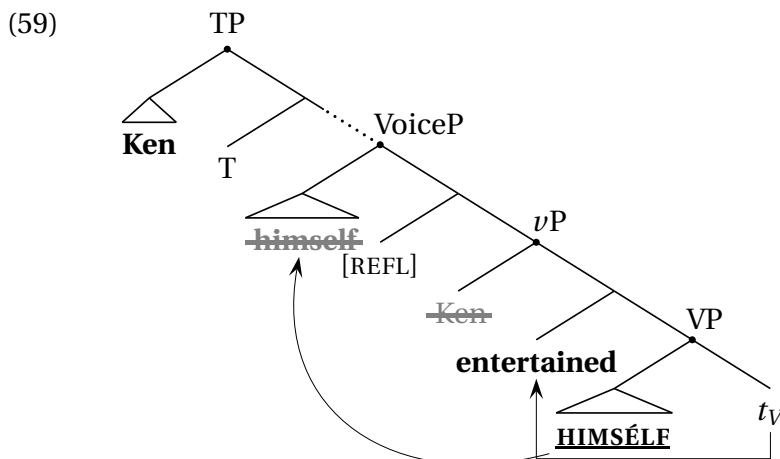 (59)
TP
Ken
T
VoiceP
himself
[REFL]
vP
Ken
entertained
VP
HIMSÉLF
tV